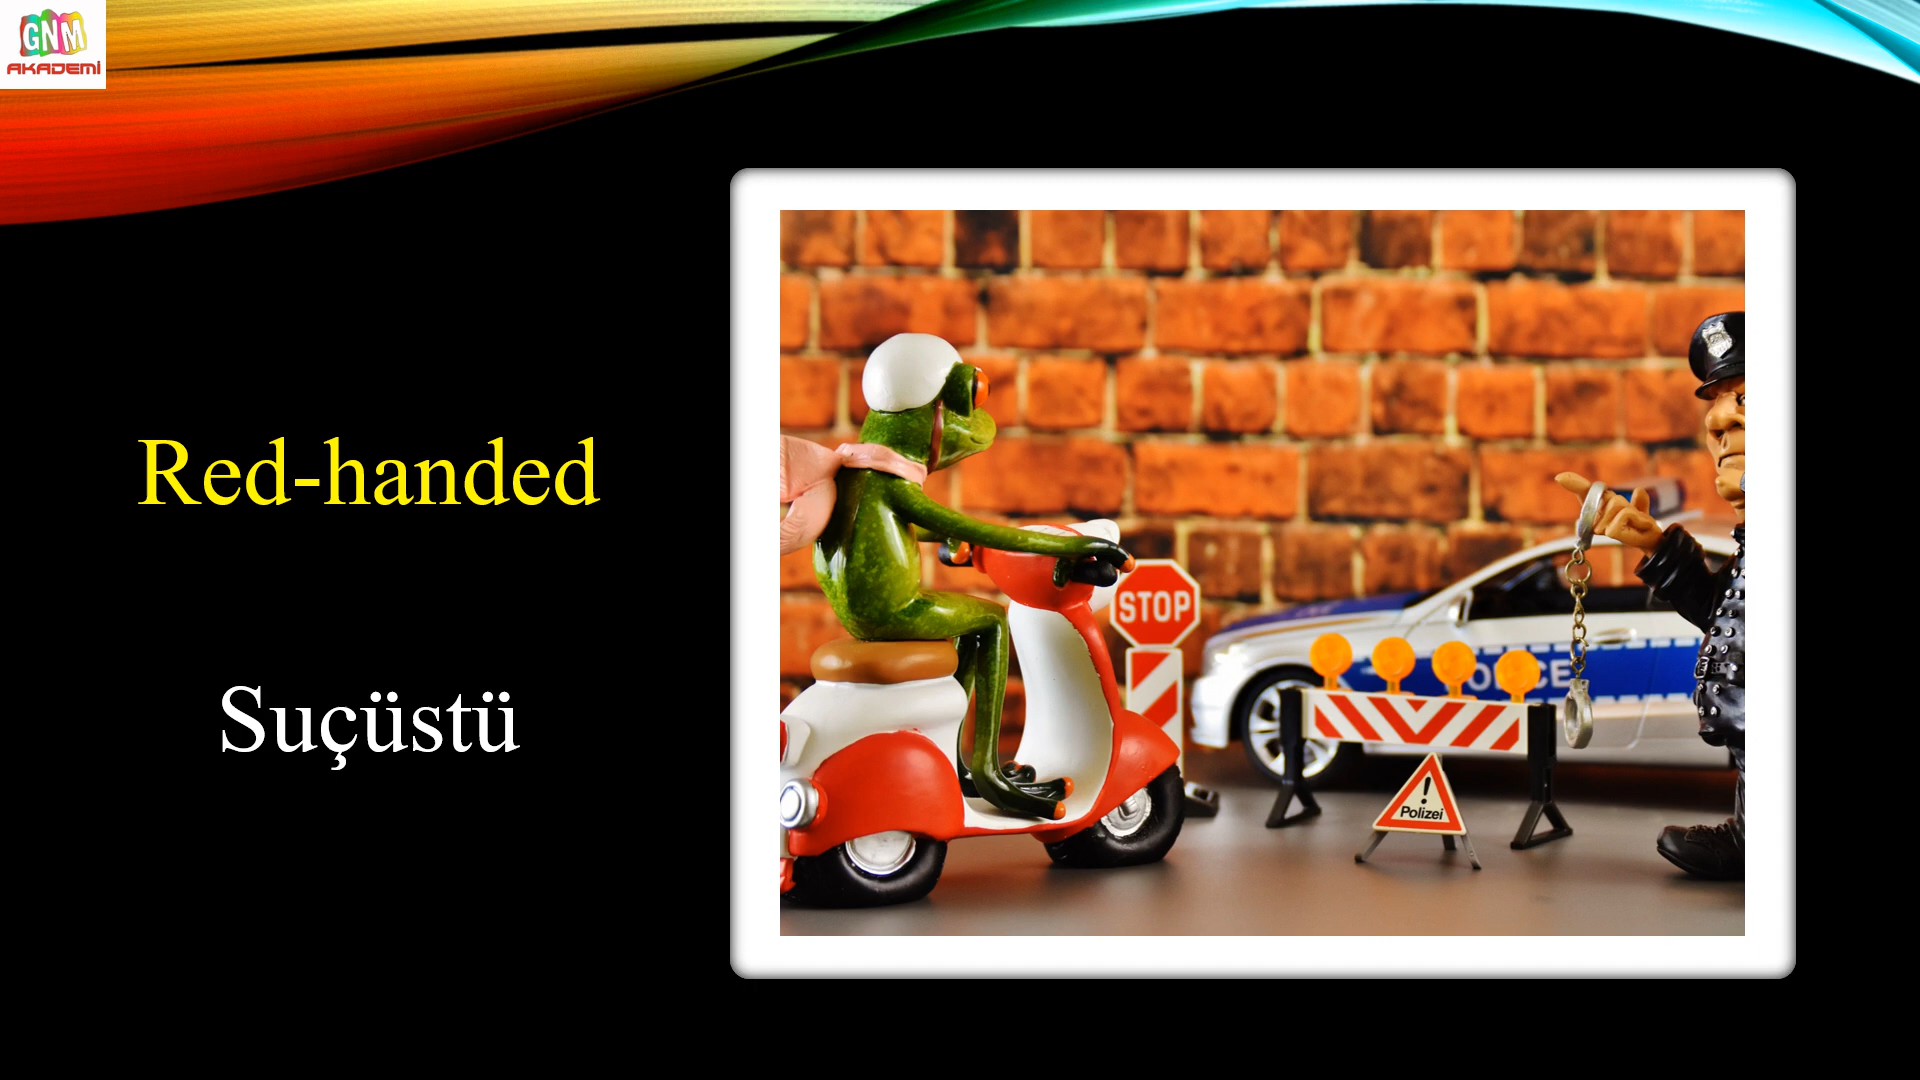 GNM
AKADEMİ
Red-handed
Suçüstü
STOP
POLICE
Polizei